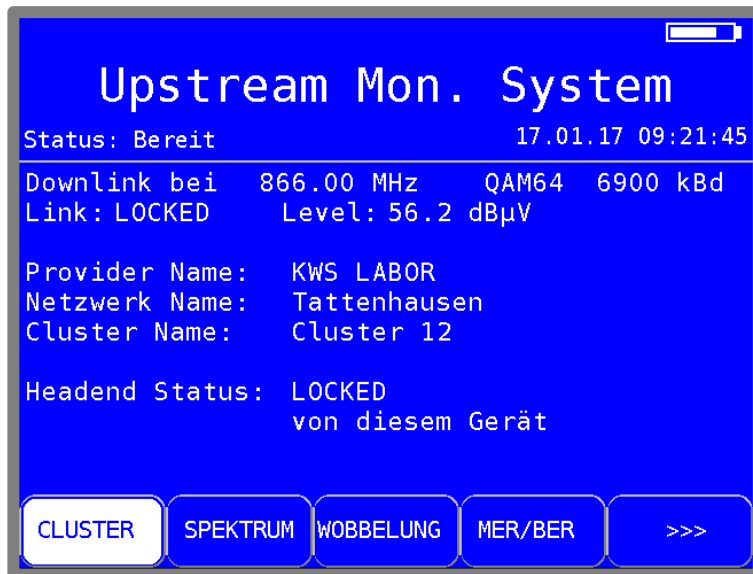 Upstream Mon. System
Status: Bereit 17.01.17 09:21:45
Downlink bei 866.00 MHz QAM64 6900 kBd
Link: LOCKED Level: 56.2 dBµV
Provider Name: KWS LABOR
Netzwerk Name: Tattenhausen
Cluster Name: Cluster 12
Headend Status: LOCKED
von diesem Gerät
CLUSTER SPEKTRUM WOBBELUNG MER/BER >>>